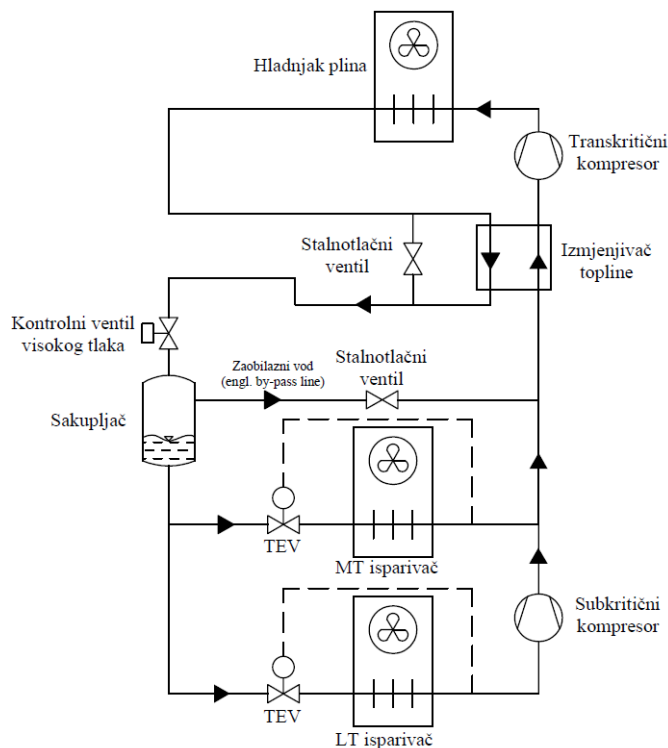 Hladnjak plina
Transkritični
kompresor
Stalnotlačni
ventil
Izmjenjivač
topline
Kontrolni ventil
visokog tlaka
Zaobilazni vod
(engl. by-pass line)
Stalnotlačni
ventil
Sakupljač
TEV
MT isparivač
Subkritični
kompresor
TEV
LT isparivač